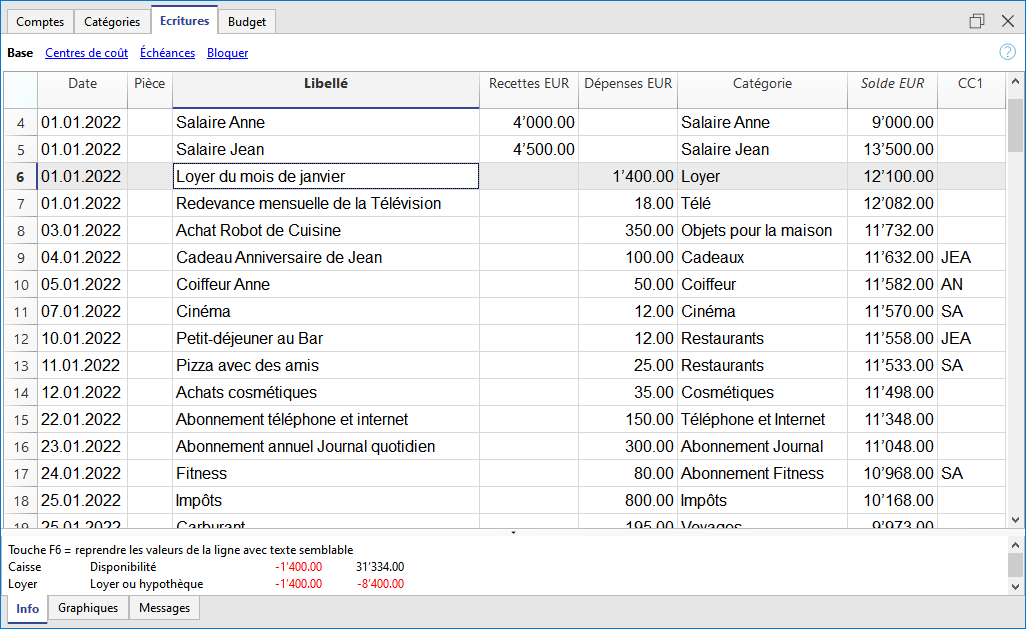 Comptes Catégories Ecritures Budget
Base Centres de coût Échéances Bloquer
Date Pièce Libellé Recettes EUR Dépenses EUR Catégorie Solde EUR CC1
4 01.01.2022 Salaire Anne 4’000.00 Salaire Anne 9’000.00
5 01.01.2022 Salaire Jean 4’500.00 Salaire Jean 13’500.00
6 01.01.2022 Loyer du mois de janvier 1’400.00 Loyer 12’100.00
7 01.01.2022 Redevance mensuelle de la Télévision 18.00 Télé 12’082.00
8 03.01.2022 Achat Robot de Cuisine 350.00 Objets pour la maison 11’732.00
9 04.01.2022 Cadeau Anniversaire de Jean 100.00 Cadeaux 11’632.00 JEA
10 05.01.2022 Coiffeur Anne 50.00 Coiffeur 11’582.00 AN
11 07.01.2022 Cinéma 12.00 Cinéma 11’570.00 SA
12 10.01.2022 Petit-déjeuner au Bar 12.00 Restaurants 11’558.00 JEA
13 11.01.2022 Pizza avec des amis 25.00 Restaurants 11’533.00 SA
14 12.01.2022 Achats cosmétiques 35.00 Cosmétiques 11’498.00
15 22.01.2022 Abonnement téléphone et internet 150.00 Téléphone et Internet 11’348.00
16 23.01.2022 Abonnement annuel Journal quotidien 300.00 Abonnement Journal 11’048.00
17 24.01.2022 Fitness 80.00 Abonnement Fitness 10’968.00 SA
18 25.01.2022 Impôts 800.00 Impôts 10’168.00
19 25.01.2022 Carburant 195.00 Voyages 9’973.00
Touche F6 = reprendre les valeurs de la ligne avec texte semblable
Caisse Disponibilité -1’400.00 31’334.00
Loyer Loyer ou hypothèque -1’400.00 -8’400.00
Info Graphiques Messages